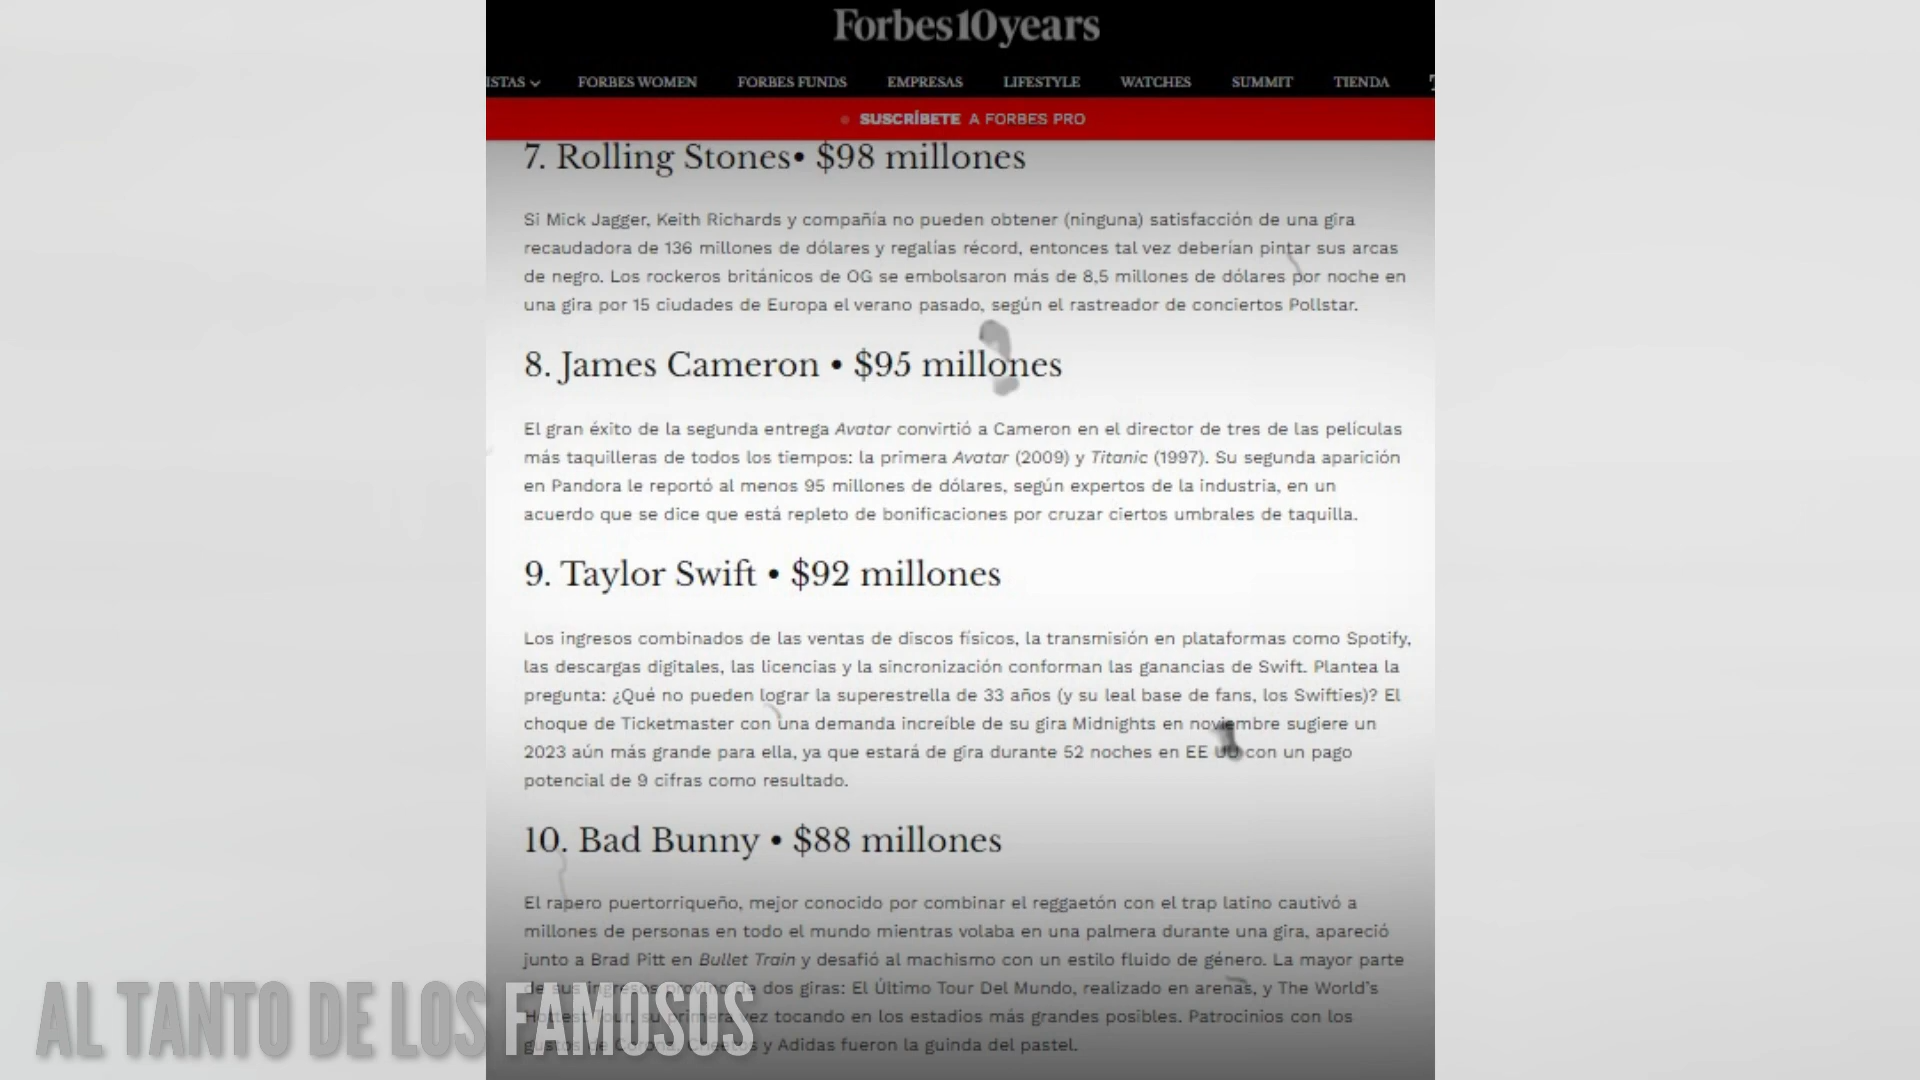 Forbes10years
ISTAS
FORBES WOMEN
FORBES FUNDS
EMPRESAS
LIFESTYLE
WATCHES
SUMMIT
TIENDA
SUSCRÍBETE A FORBES PRO
7. Rolling Stones• $98 millones
Si Mick Jagger, Keith Richards y compañía no pueden obtener (ninguna) satisfacción de una gira
recaudadora de 136 millones de dólares y regalías récord, entonces tal vez deberían pintar sus arcas
de negro. Los rockeros británicos de OG se embolsaron más de 8,5 millones de dólares por noche en
una gira por 15 ciudades de Europa el verano pasado, según el rastreador de conciertos Pollstar.
8. James Cameron • $95 millones
El gran éxito de la segunda entrega Avatar convirtió a Cameron en el director de tres de las películas
más taquilleras de todos los tiempos: la primera Avatar (2009) y Titanic (1997). Su segunda aparición
en Pandora le reportó al menos 95 millones de dólares, según expertos de la industria, en un
acuerdo que se dice que está repleto de bonificaciones por cruzar ciertos umbrales de taquilla.
9. Taylor Swift • $92 millones
Los ingresos combinados de las ventas de discos físicos, la transmisión en plataformas como Spotify,
las descargas digitales, las licencias y la sincronización conforman las ganancias de Swift. Plantea la
pregunta: ¿Qué no pueden lograr la superestrella de 33 años (y su leal base de fans, los Swifties)? El
choque de Ticketmaster con una demanda increíble de su gira Midnights en noviembre sugiere un
2023 aún más grande para ella, ya que estará de gira durante 52 noches en EE UU con un pago
potencial de 9 cifras como resultado.
10. Bad Bunny • $88 millones
El rapero puertorriqueño, mejor conocido por combinar el reggaetón con el trap latino cautivó a
millones de personas en todo el mundo mientras volaba en una palmera durante una gira, apareció
junto a Brad Pitt en Bullet Train y desafió al machismo con un estilo fluido de género. La mayor parte
de sus ingresos provino de dos giras: El Último Tour Del Mundo, realizado en arenas, y The World's
Hottest Tour, su primera vez tocando en los estadios más grandes posibles. Patrocinios con los
gustos de Corona, Cheetos y Adidas fueron la guinda del pastel.
AL TANTO DE LOS FAMOSOS